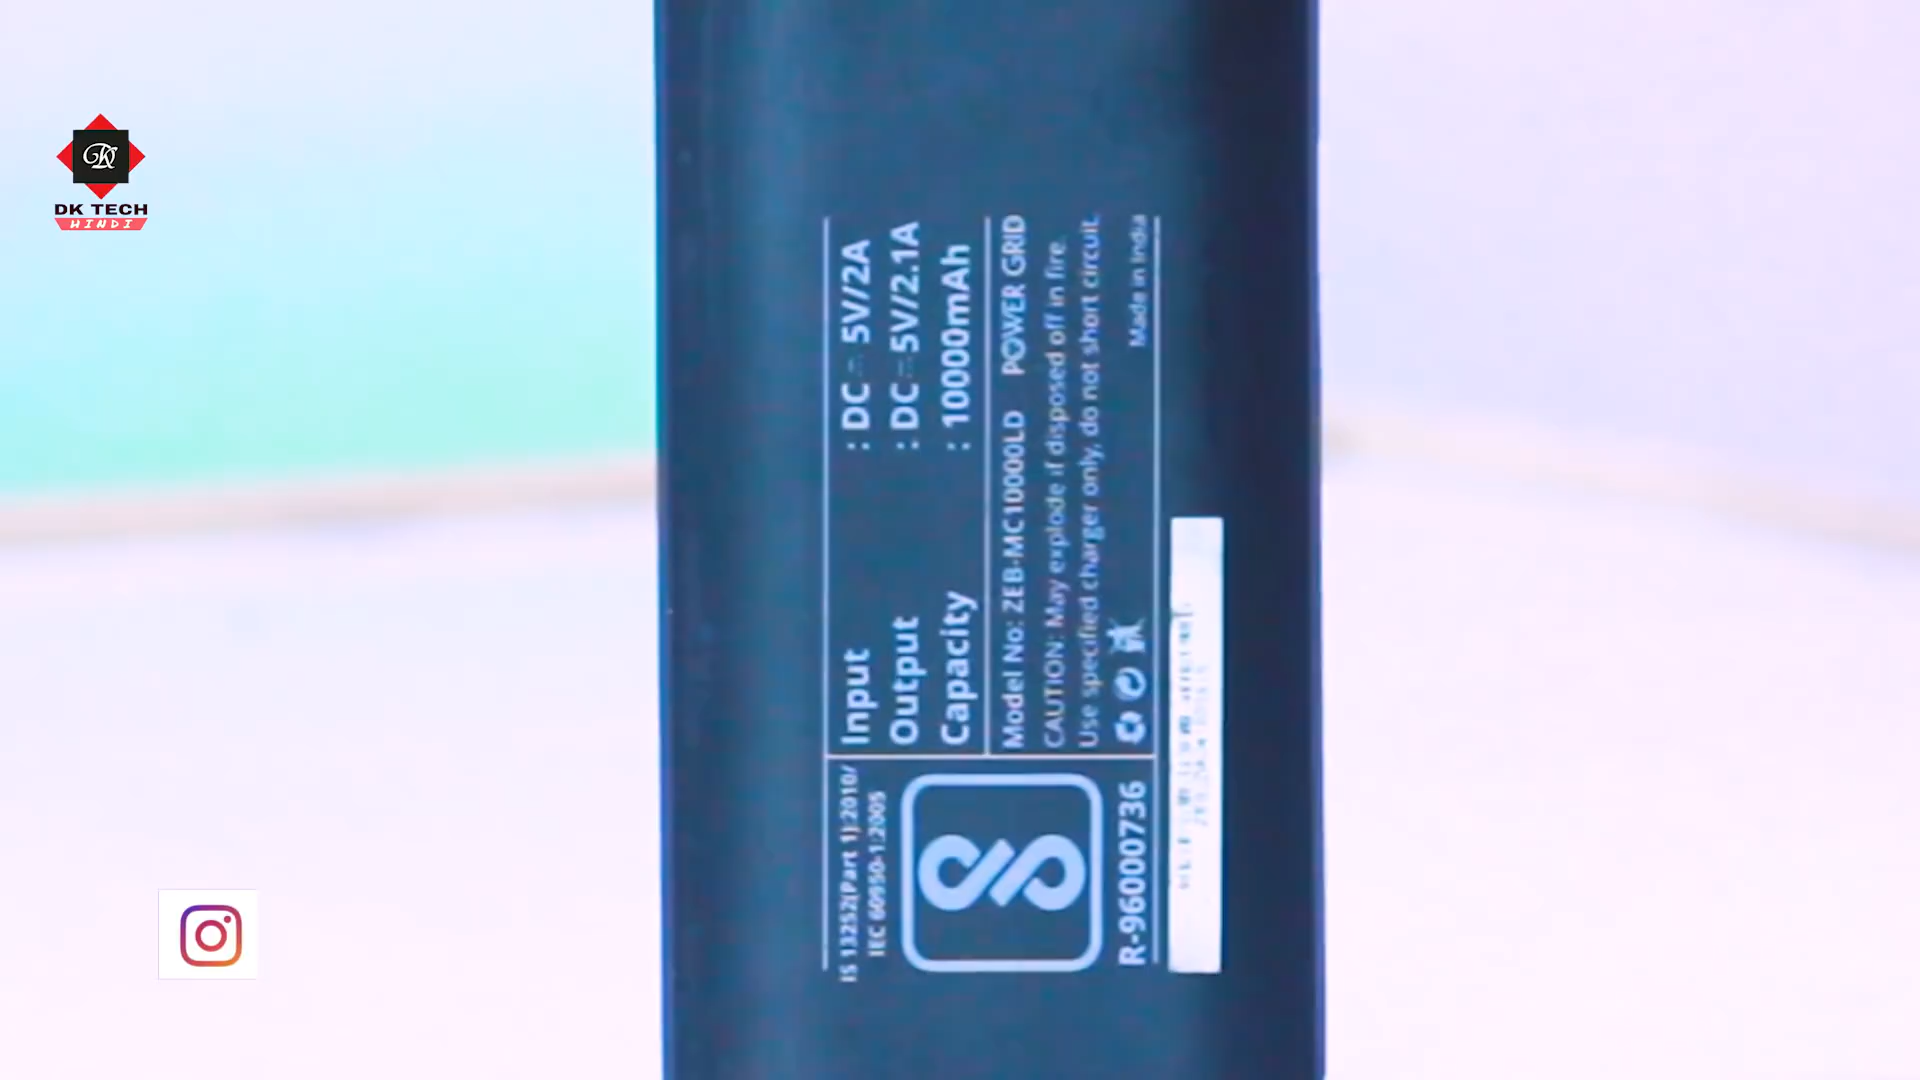 DK TECH
HINDI
Input : DC ⎓ 5V/2A
Output : DC ⎓ 5V/2.1A
Capacity : 10000mAh
Model No: ZEB-MC10000LD POWER GRID
CAUTION: May explode if disposed off in fire.
Use specified charger only, do not short circuit.
Made in India
IS 13252(Part 1):2010/
IEC 60950-1:2005
R-96000736